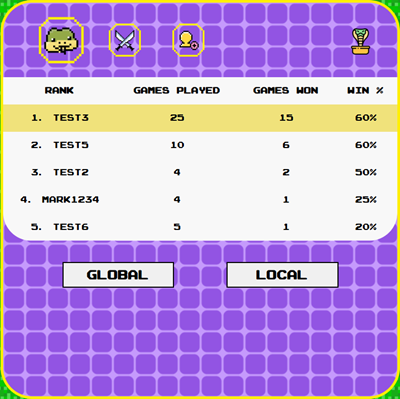 RANK GAMES PLAYED GAMES WON WIN %
1. TEST3 25 15 60%
2. TEST5 10 6 60%
3. TEST2 4 2 50%
4. MARK1234 4 1 25%
5. TEST6 5 1 20%
GLOBAL LOCAL